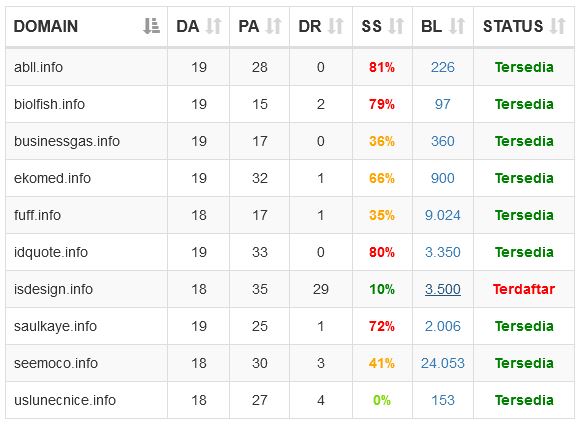 DOMAIN DA PA DR SS BL STATUS
abll.info 19 28 0 81% 226 Tersedia
biolfish.info 19 15 2 79% 97 Tersedia
businessgas.info 19 17 0 36% 360 Tersedia
ekomed.info 19 32 1 66% 900 Tersedia
fuff.info 18 17 1 35% 9.024 Tersedia
idquote.info 19 33 0 80% 3.350 Tersedia
isdesign.info 18 35 29 10% 3.500 Terdaftar
saulkaye.info 19 25 1 72% 2.006 Tersedia
seemoco.info 18 30 3 41% 24.053 Tersedia
uslunecnice.info 18 27 4 0% 153 Tersedia